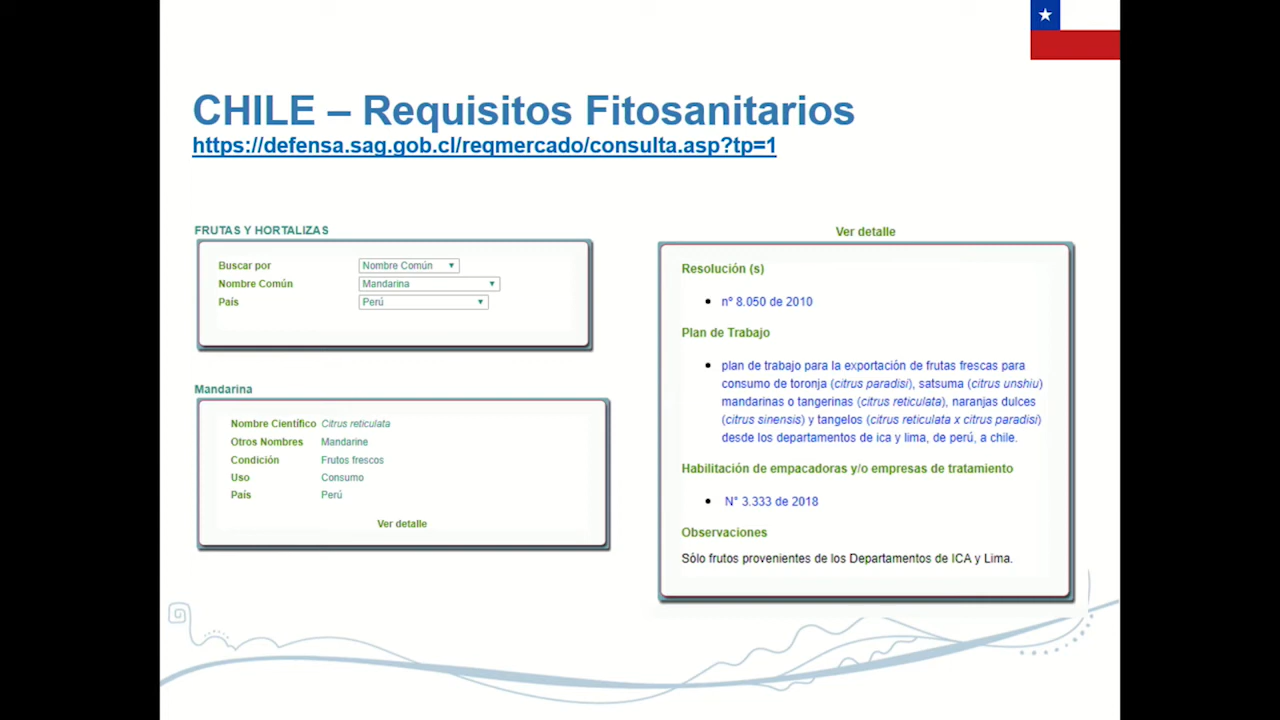 CHILE – Requisitos Fitosanitarios
https://defensa.sag.gob.cl/reqmercado/consulta.asp?tp=1
FRUTAS Y HORTALIZAS
Buscar por Nombre Común
Nombre Común Mandarina
País Perú
Mandarina
Nombre Científico Citrus reticulata
Otros Nombres Mandarine
Condición Frutos frescos
Uso Consumo
País Perú
Ver detalle
Ver detalle
Resolución (s)
• nº 8.050 de 2010
Plan de Trabajo
• plan de trabajo para la exportación de frutas frescas para
consumo de toronja (citrus paradisi), satsuma (citrus unshiu)
mandarinas o tangerinas (citrus reticulata), naranjas dulces
(citrus sinensis) y tangelos (citrus reticulata x citrus paradisi)
desde los departamentos de ica y lima, de perú, a chile.
Habilitación de empacadoras y/o empresas de tratamiento
• N° 3.333 de 2018
Observaciones
Sólo frutos provenientes de los Departamentos de ICA y Lima.